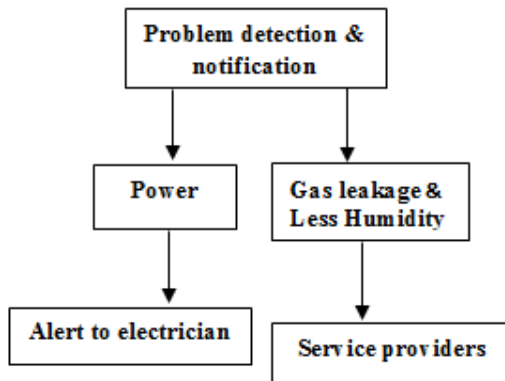 Problem detection &
notification
Power
Gas leakage &
Less Humidity
Alert to electrician
Service providers